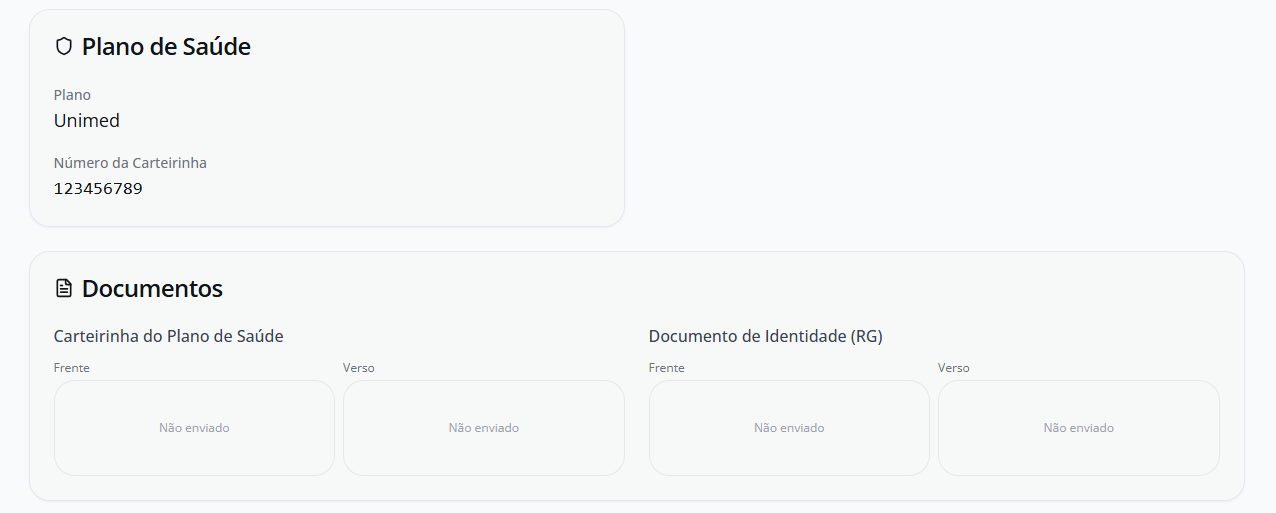 Plano de Saúde
Plano
Unimed
Número da Carteirinha
123456789
Documentos
Carteirinha do Plano de Saúde
Frente
Verso
Não enviado
Não enviado
Documento de Identidade (RG)
Frente
Verso
Não enviado
Não enviado